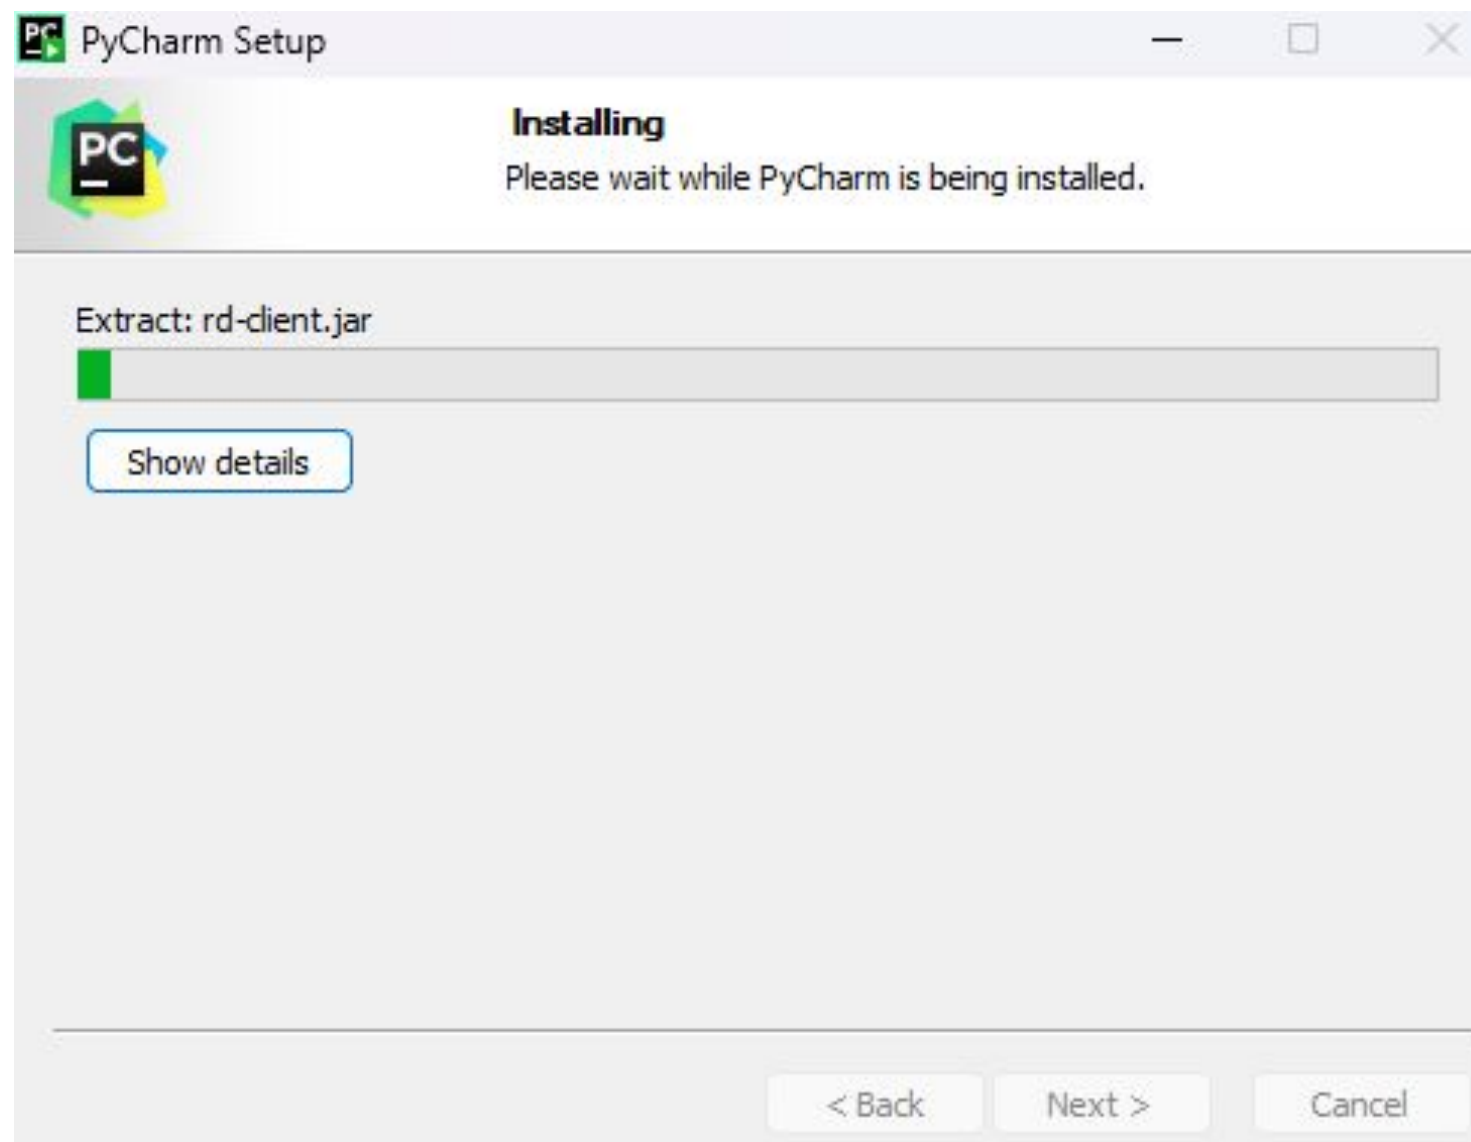 PC PyCharm Setup
PC
Installing
Please wait while PyCharm is being installed.
Extract: rd-client.jar
Show details
< Back Next > Cancel